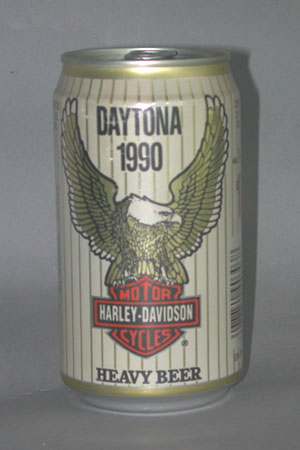 DAYTONA
1990
MOTOR
HARLEY-DAVIDSON
CYCLES
®
HEAVY BEER